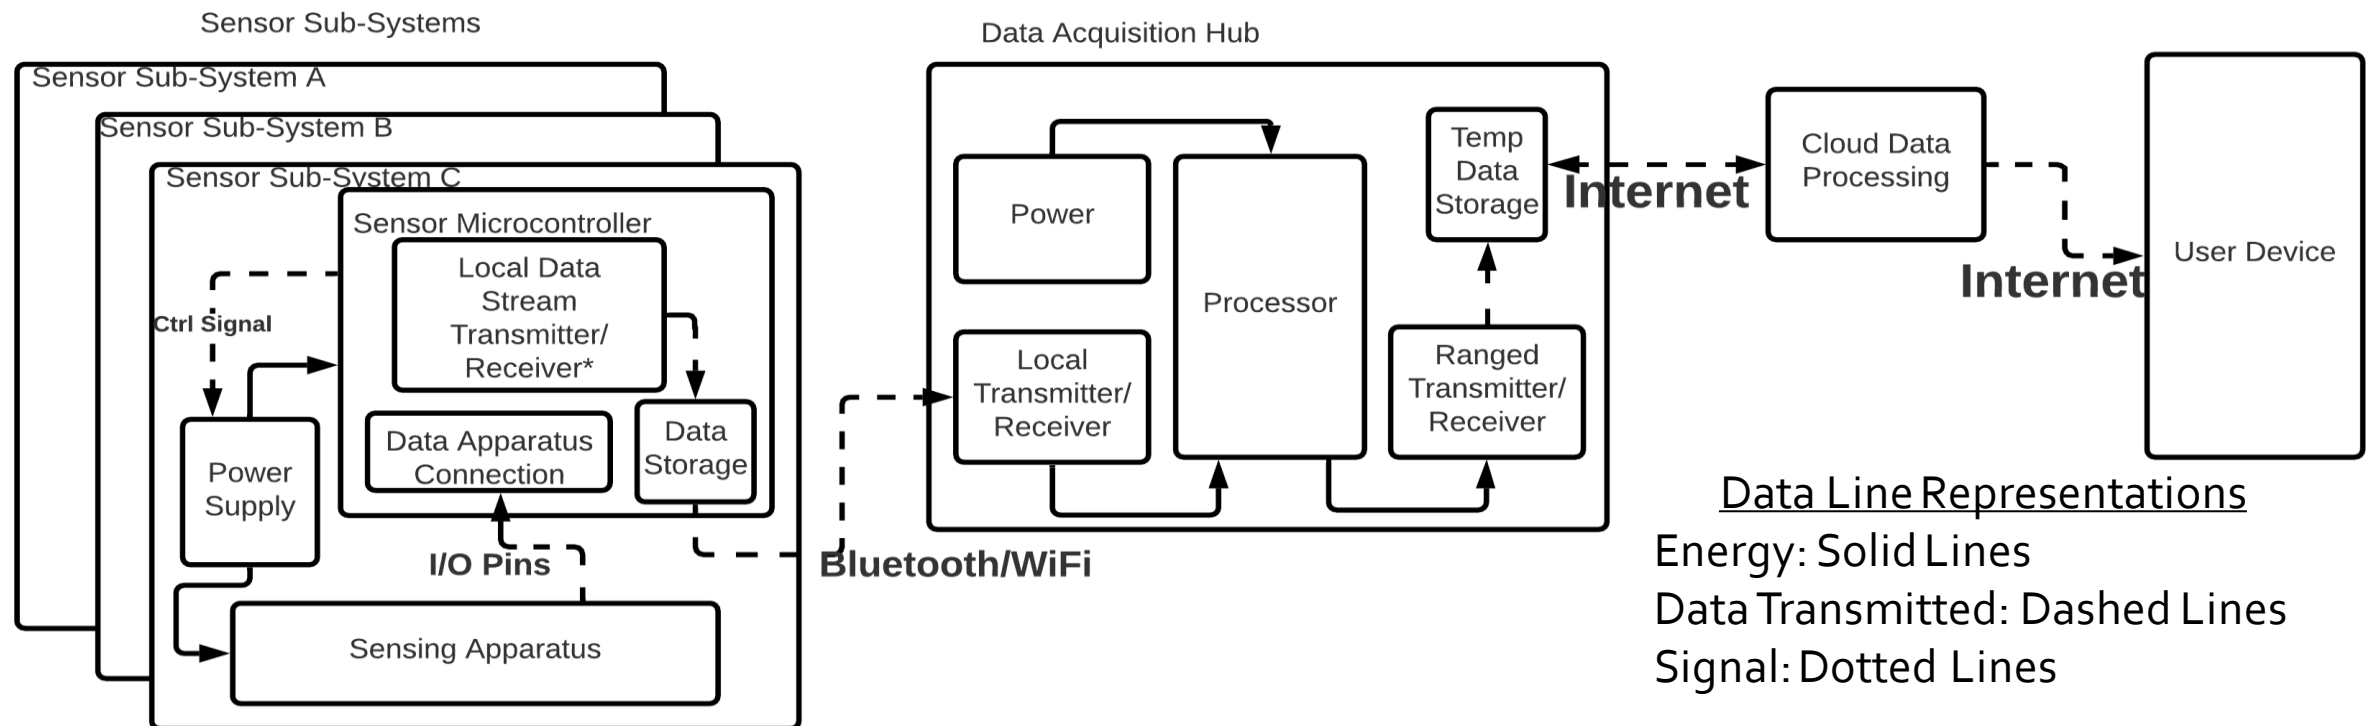 Sensor Sub-Systems
Sensor Sub-System A
Sensor Sub-System B
Sensor Sub-System C
Sensor Microcontroller
Local Data
Stream
Transmitter/
Receiver*
Ctrl Signal
Data Apparatus
Connection
Data
Storage
Power
Supply
I/O Pins
Sensing Apparatus
Bluetooth/WiFi
Data Acquisition Hub
Power
Local
Transmitter/
Receiver
Processor
Temp
Data
Storage
Ranged
Transmitter/
Receiver
Internet
Cloud Data
Processing
Internet
User Device
Data Line Representations
Energy: Solid Lines
Data Transmitted: Dashed Lines
Signal: Dotted Lines